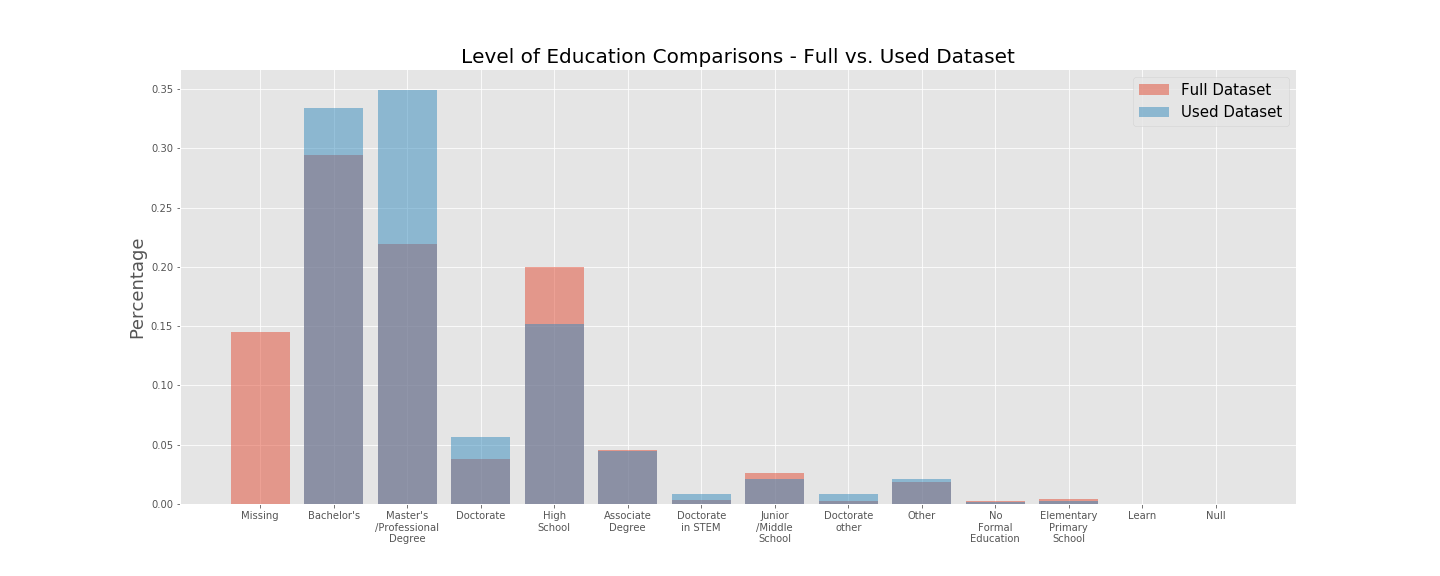 Level of Education Comparisons - Full vs. Used Dataset
Full Dataset
Used Dataset
Percentage
0.35
0.30
0.25
0.20
0.15
0.10
0.05
0.00
Missing
Bachelor's
Master's
/Professional
Degree
Doctorate
High
School
Associate
Degree
Doctorate
in STEM
Junior
/Middle
School
Doctorate
other
Other
No
Formal
Education
Elementary
Primary
School
Learn
Null